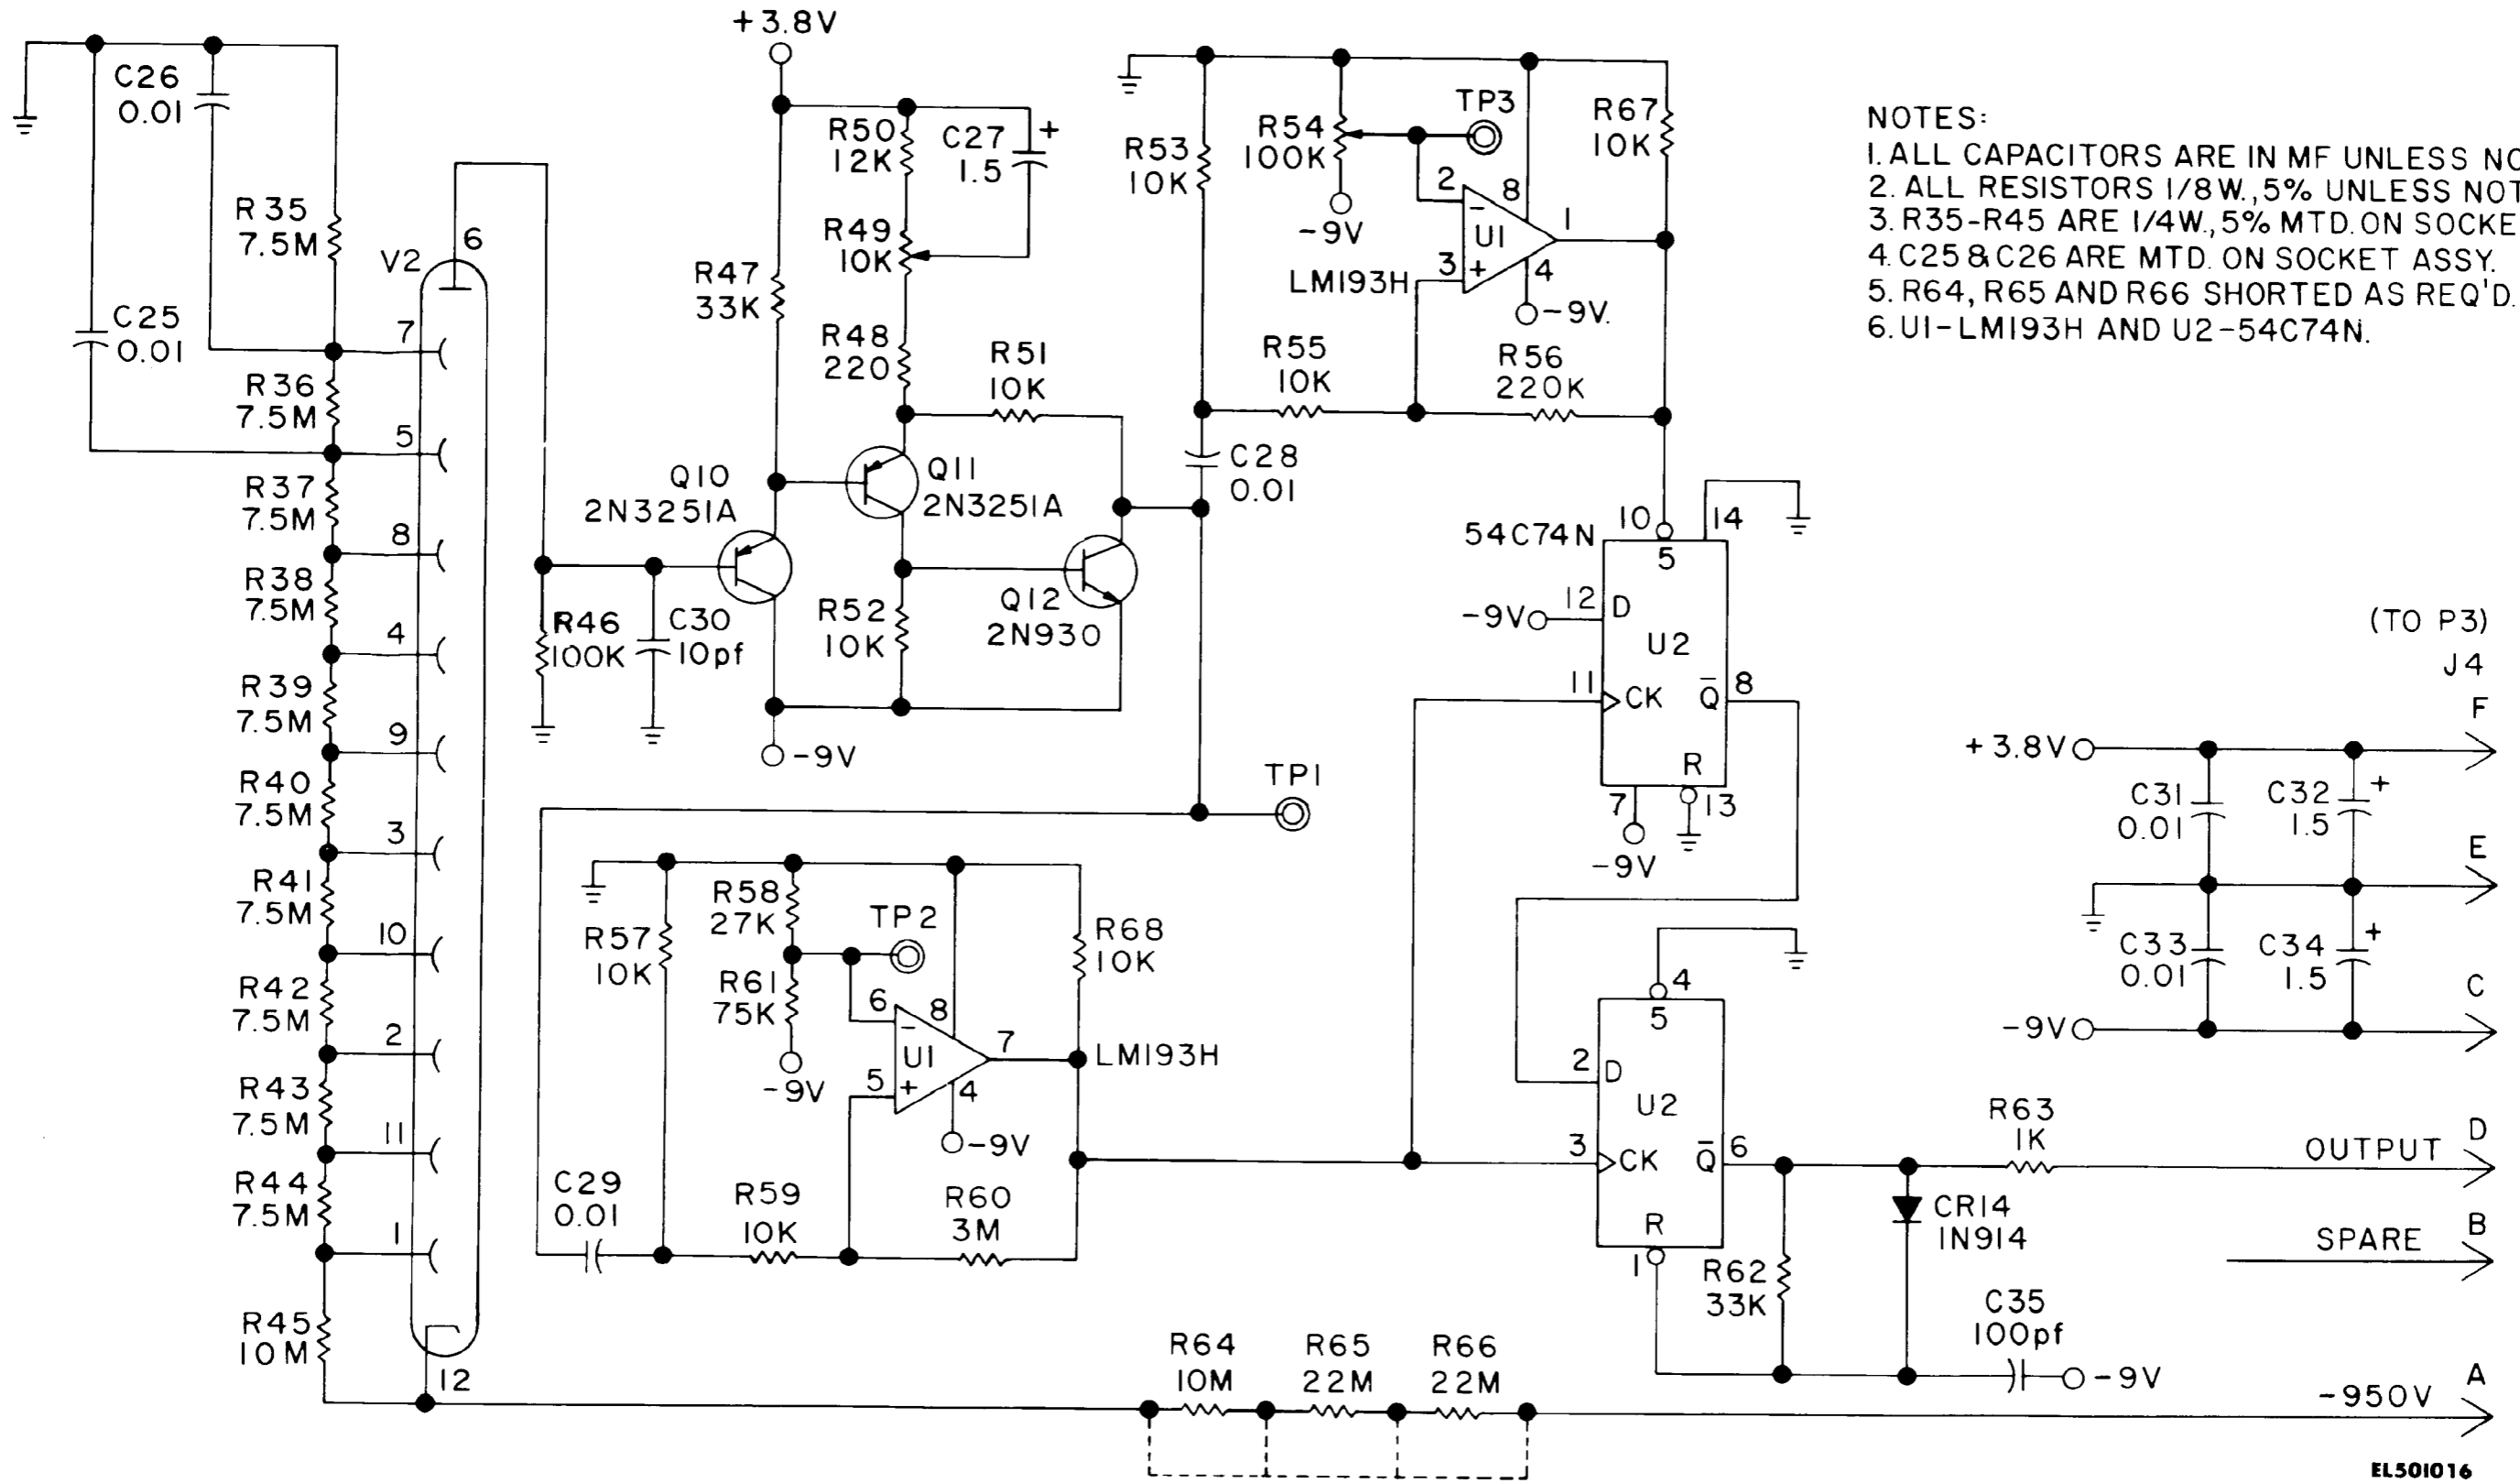 +3.8V
C26
0.01
R35
7.5M
C25
0.01
V2
6
7
R36
7.5M
5
R37
7.5M
8
R38
7.5M
4
R39
7.5M
9
R40
7.5M
3
R41
7.5M
10
R42
7.5M
2
R43
7.5M
11
R44
7.5M
1
R45
10M
12
R50
12K
C27
1.5
+
R49
10K
R47
33K
R48
220
R51
10K
Q10
2N3251A
Q11
2N3251A
R46
100K
C30
10pf
R52
10K
Q12
2N930
-9V
R53
10K
R54
100K
TP3
R67
10K
-9V
2
-
8
U1
1
3
+
4
LM193H
-9V.
R55
10K
R56
220K
C28
0.01
NOTES:
1. ALL CAPACITORS ARE IN MF UNLESS NO
2. ALL RESISTORS 1/8W.,5% UNLESS NOT
3. R35-R45 ARE 1/4W.,5% MTD. ON SOCKE
4. C25 & C26 ARE MTD. ON SOCKET ASSY.
5. R64, R65 AND R66 SHORTED AS REQ'D.
6. U1-LM193H AND U2-54C74N.
54C74N
10
14
5
-9V
12
D
U2
11
CK
Q̅
8
R
7
13
-9V
TP1
R57
10K
R58
27K
TP2
R61
75K
-9V
R68
10K
6
-
8
U1
7
LM193H
5
+
4
-9V
C29
0.01
R59
10K
R60
3M
4
5
2
D
U2
3
CK
Q̅
6
R
1
R62
33K
CR14
1N914
R63
1K
C35
100pf
-9V
R64
10M
R65
22M
R66
22M
(TO P3)
J4
F
+3.8V
C31
0.01
C32
1.5
+
E
C33
0.01
C34
1.5
+
C
-9V
OUTPUT
D
SPARE
B
-950V
A
EL501016